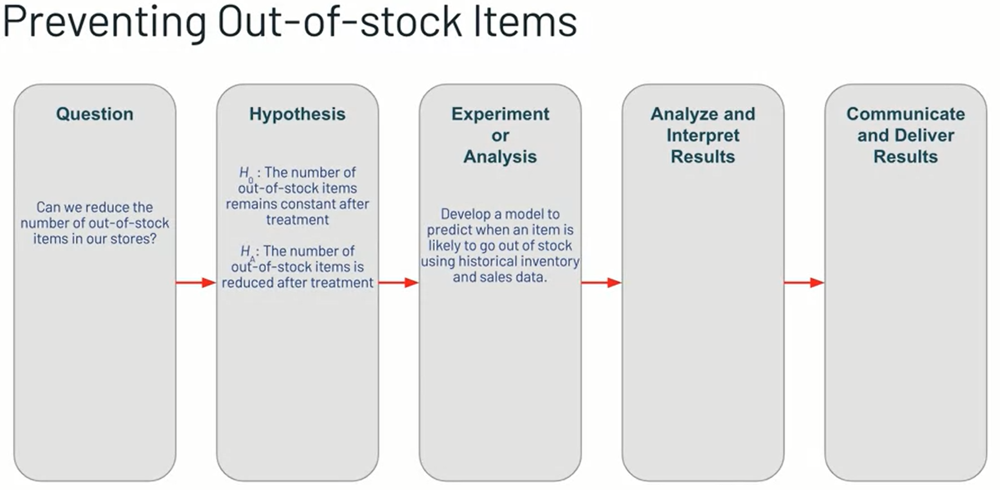 Preventing Out-of-stock Items
Question
Can we reduce the
number of out-of-stock
items in our stores?
Hypothesis
H₀ : The number of
out-of-stock items
remains constant after
treatment
Hₐ : The number of
out-of-stock items is
reduced after treatment
Experiment
or
Analysis
Develop a model to
predict when an item is
likely to go out of stock
using historical inventory
and sales data.
Analyze and
Interpret
Results
Communicate
and Deliver
Results